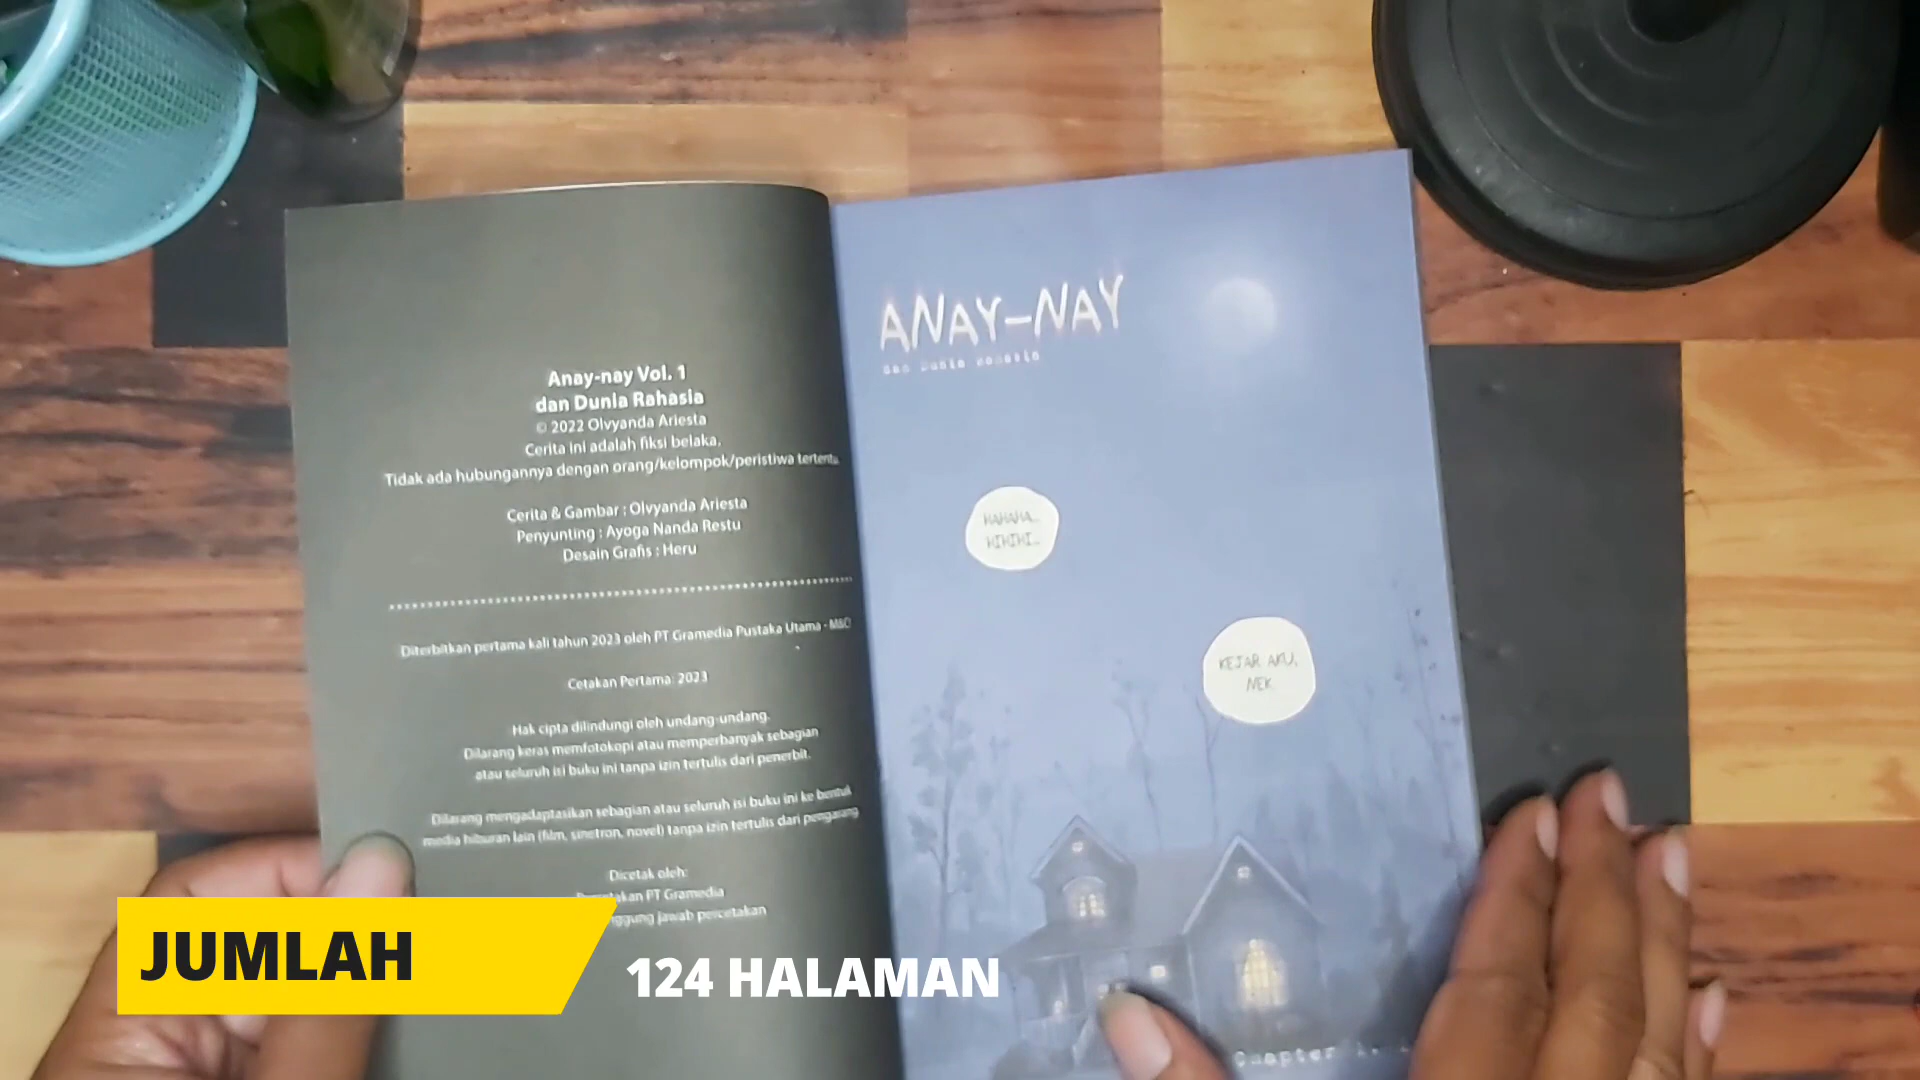 Anay-nay Vol. 1
dan Dunia Rahasia
© 2022 Olvyanda Ariesta
Cerita ini adalah fiksi belaka.
Tidak ada hubungannya dengan orang/kelompok/peristiwa tertentu.
Cerita & Gambar : Olvyanda Ariesta
Penyunting : Ayoga Nanda Restu
Desain Grafis : Heru
Diterbitkan pertama kali tahun 2023 oleh PT Gramedia Pustaka Utama - M&C!
Cetakan Pertama: 2023
Hak cipta dilindungi oleh undang-undang.
Dilarang keras memfotokopi atau memperbanyak sebagian
atau seluruh isi buku ini tanpa izin tertulis dari penerbit.
Dilarang mengadaptasikan sebagian atau seluruh isi buku ini ke bentuk
media hiburan lain (film, sinetron, novel) tanpa izin tertulis dari pengarang
Dicetak oleh:
PT Gramedia
jawab percetakan
ANAY-NAY
dan Dunia Rahasia
HAHAHA...
HIHIHI...
KEJAR AKU,
NEK.
Chapter 1.
JUMLAH
124 HALAMAN